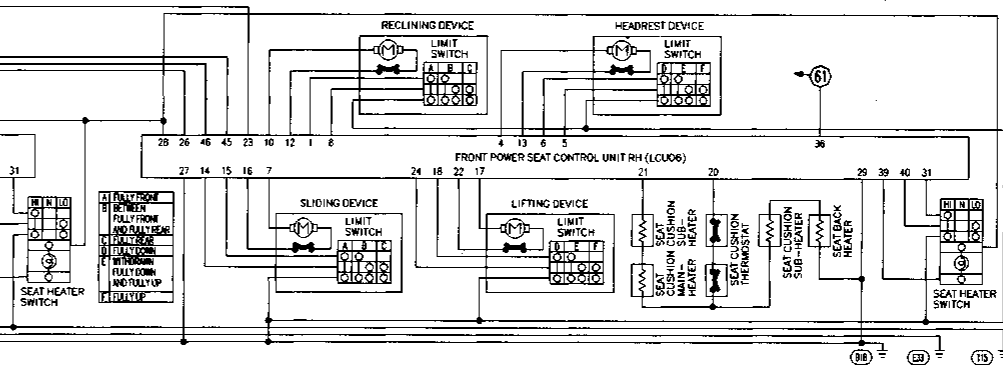 RECLINING DEVICE
HEADREST DEVICE
M
LIMIT
SWITCH
A B C
M
LIMIT
SWITCH
D E F
61
28 26 46 45 23 10 12 1 8 4 13 6 5 36
FRONT POWER SEAT CONTROL UNIT RH (LCU06)
31
27 14 15 16 7 24 18 22 17 21 20 29 39 40 31
HI N LO
SEAT HEATER
SWITCH
A FULLY FRONT
B BETWEEN
FULLY FRONT
AND FULLY REAR
C FULLY REAR
D FULLY DOWN
E WITHDRAWN
FULLY DOWN
AND FULLY UP
F FULLY UP
SLIDING DEVICE
M
LIMIT
SWITCH
A B C
LIFTING DEVICE
M
LIMIT
SWITCH
D E F
SEAT
CUSHION
SUB-
HEATER
SEAT
CUSHION
MAIN-
HEATER
SEAT CUSHION
THERMOSTAT
SEAT CUSHION
SUB-HEATER
SEAT BACK
HEATER
HI N LO
SEAT HEATER
SWITCH
B18
E33
T15